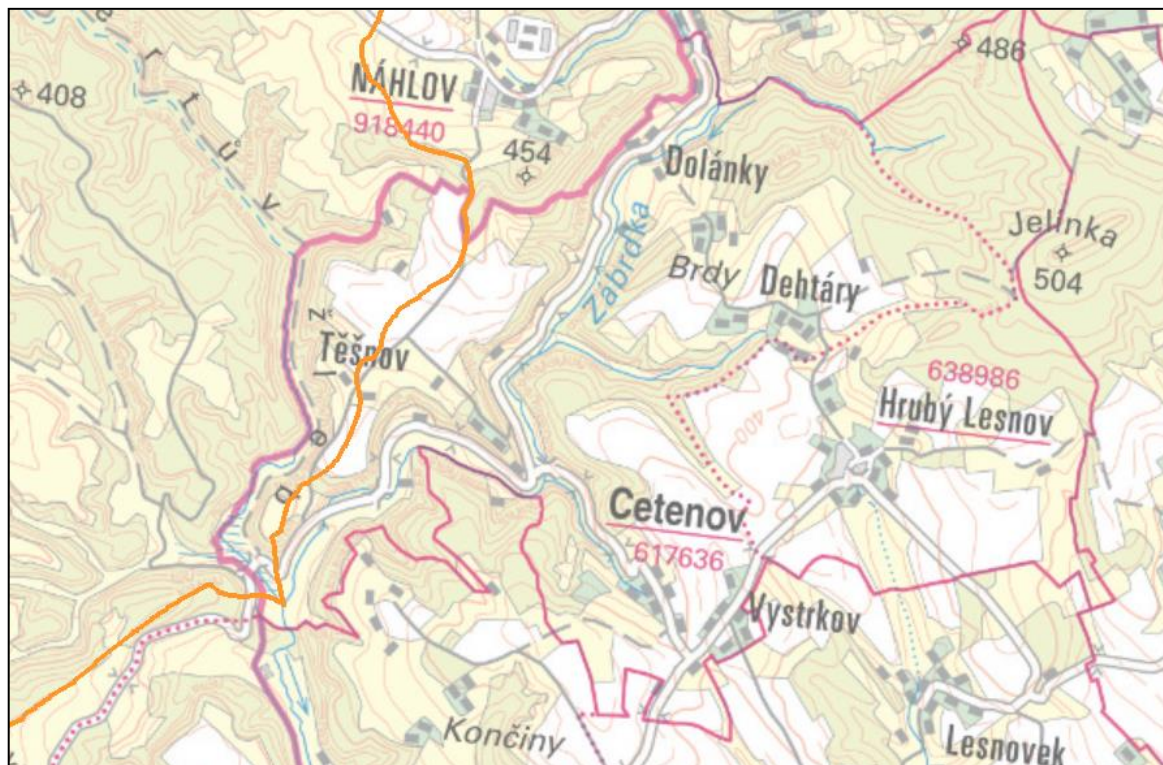 408
NÁHLOV
918440
454
486
Dolánky
Zábrdka
Brdy
Dehtáry
Jelínka
504
Těšnov
638986
Hrubý Lesnov
400
Cetenov
617636
Vystrkov
Končiny
Lesnovek